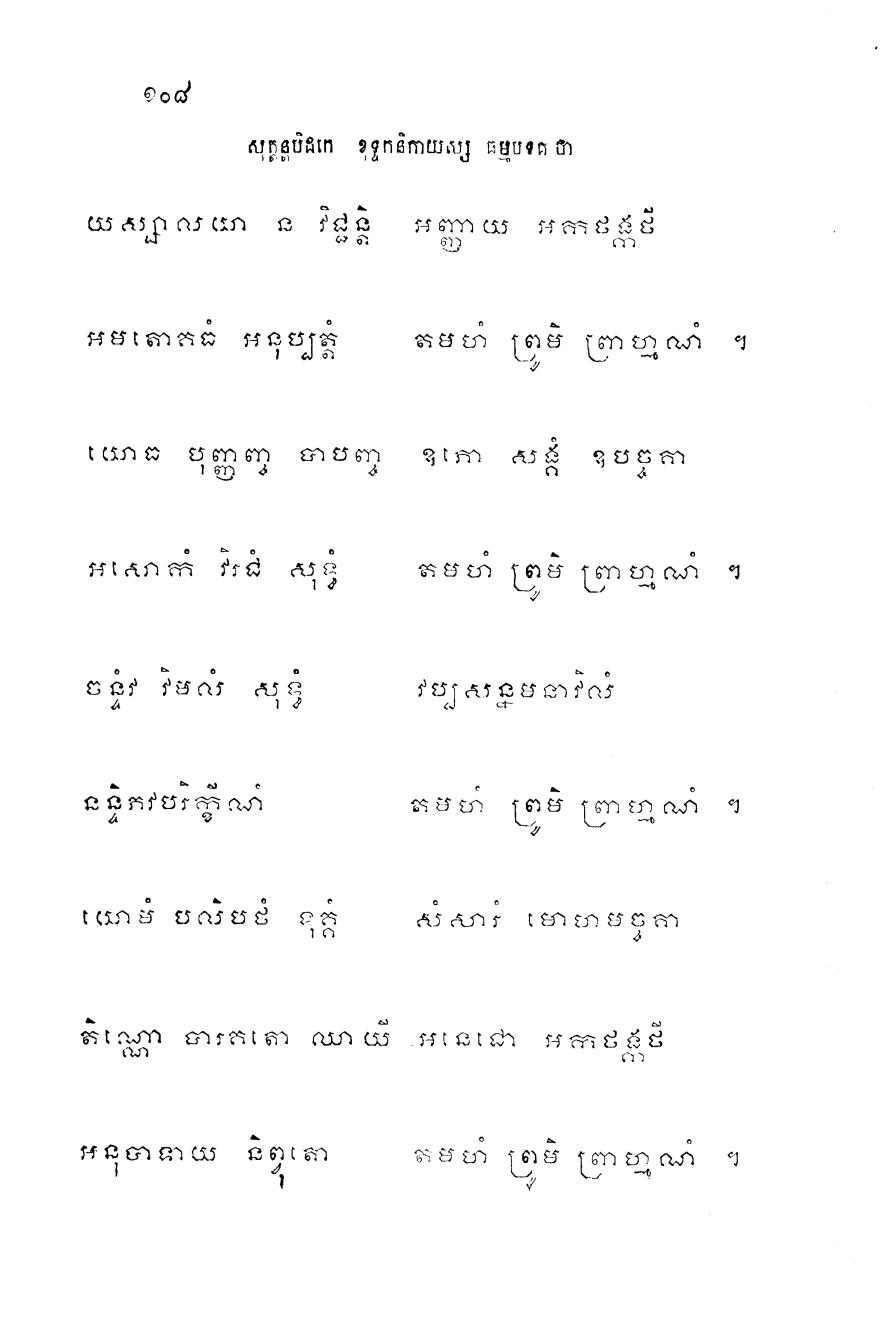 ១០៨
សុត្តន្តបិដកេ ខុទ្ទកនិកាយស្ស ធម្មបទគាថា
យស្សាលយា ន វិជ្ជន្តិ អញ្ញាយ អកថង្កថី
អមតោគធំ អនុប្បត្តំ តមហំ ព្រូមិ ព្រាហ្មណំ ។
យោធ បុញ្ញញ្ច បាបញ្ច ឧភោ សង្គំ ឧបច្ចគា
អសោកំ វិរជំ សុទ្ធំ តមហំ ព្រូមិ ព្រាហ្មណំ ។
ចន្ទំវ វិមលំ សុទ្ធំ វិប្បសន្នមនាវិលំ
នន្ទិភវបរិក្ខីណំ តមហំ ព្រូមិ ព្រាហ្មណំ ។
យោមំ បលិបថំ ទុគ្គំ សំសារំ មោហមច្ចគា
តិណ្ណោ បារគតោ ឈាយី អនេជោ អកថង្កថី
អនុបាទាយ និព្វុតោ តមហំ ព្រូមិ ព្រាហ្មណំ ។